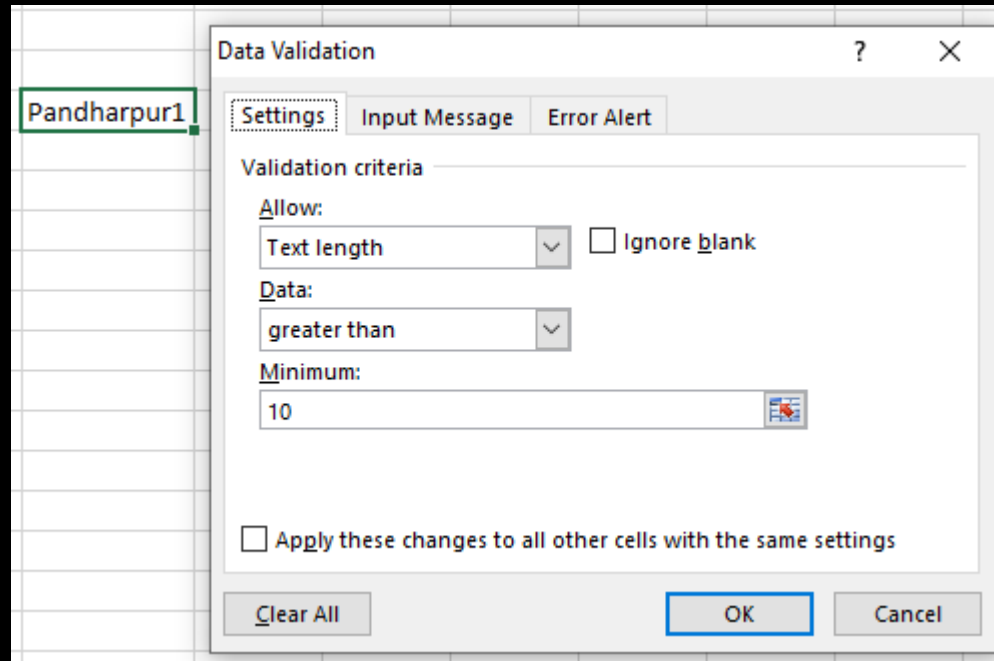 Data Validation
?
Pandharpur1
Settings
Input Message
Error Alert
Validation criteria
Allow:
Text length
Ignore blank
Data:
greater than
Minimum:
10
Apply these changes to all other cells with the same settings
Clear All
OK
Cancel